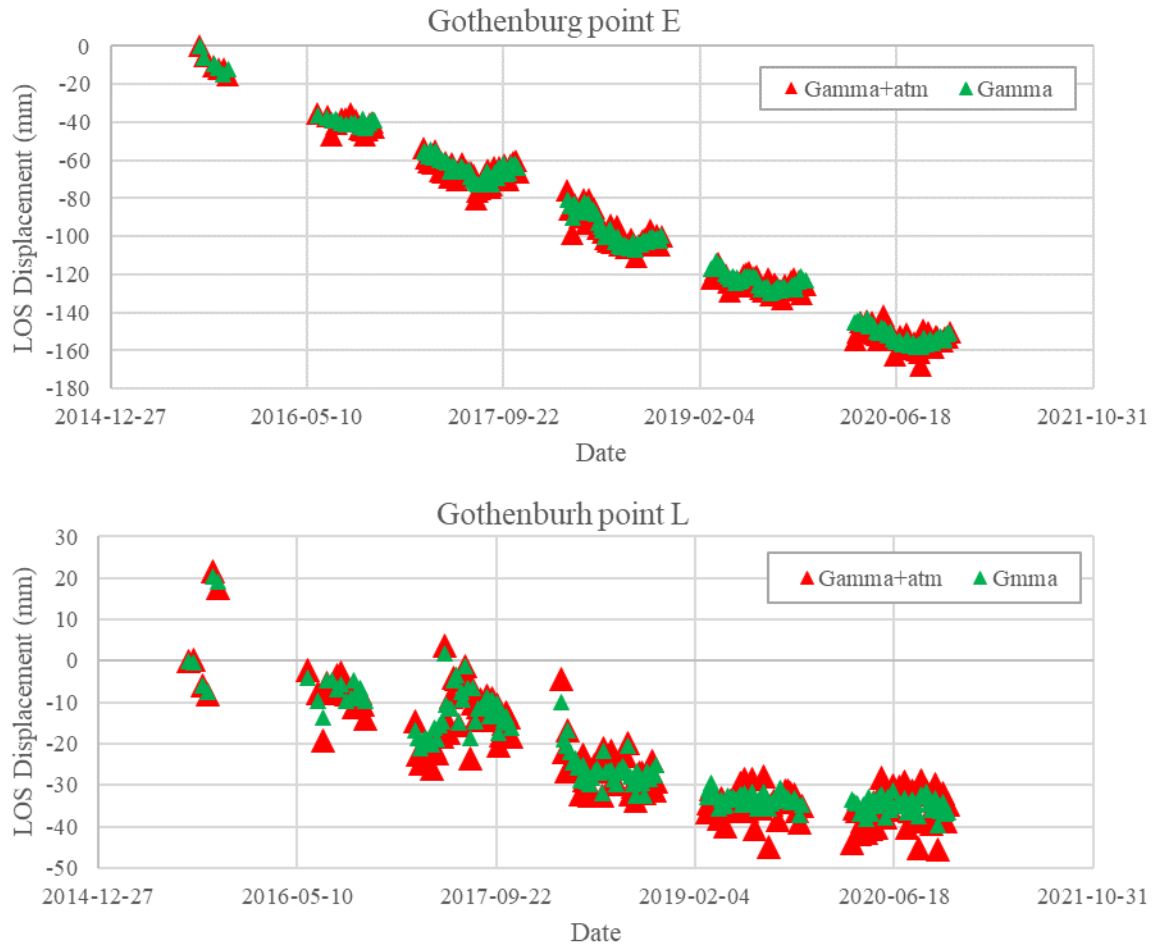 Gothenburg point E
LOS Displacement (mm)
0
-20
-40
-60
-80
-100
-120
-140
-160
-180
Gamma+atm Gamma
2014-12-27 2016-05-10 2017-09-22 2019-02-04 2020-06-18 2021-10-31
Date
Gothenburh point L
LOS Displacement (mm)
30
20
10
0
-10
-20
-30
-40
-50
Gamma+atm Gmma
2014-12-27 2016-05-10 2017-09-22 2019-02-04 2020-06-18 2021-10-31
Date